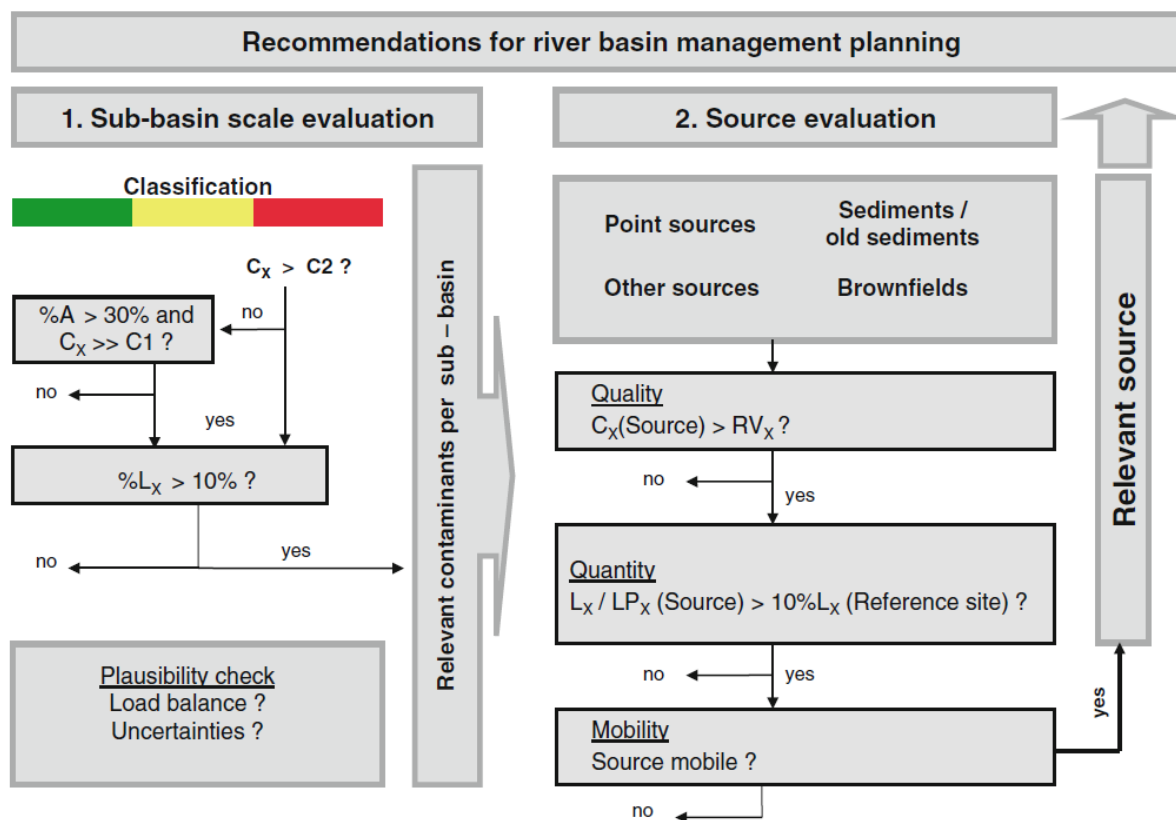 Recommendations for river basin management planning
1. Sub-basin scale evaluation
Classification
Cₓ > C2 ?
no
%A > 30% and
Cₓ >> C1 ?
no
yes
%Lₓ > 10% ?
no
yes
Plausibility check
Load balance ?
Uncertainties ?
Relevant contaminants per sub – basin
2. Source evaluation
Point sources
Sediments /
old sediments
Other sources
Brownfields
Quality
Cₓ(Source) > RVₓ ?
no
yes
Quantity
Lₓ / LPₓ (Source) > 10%Lₓ (Reference site) ?
no
yes
Mobility
Source mobile ?
no
yes
Relevant source